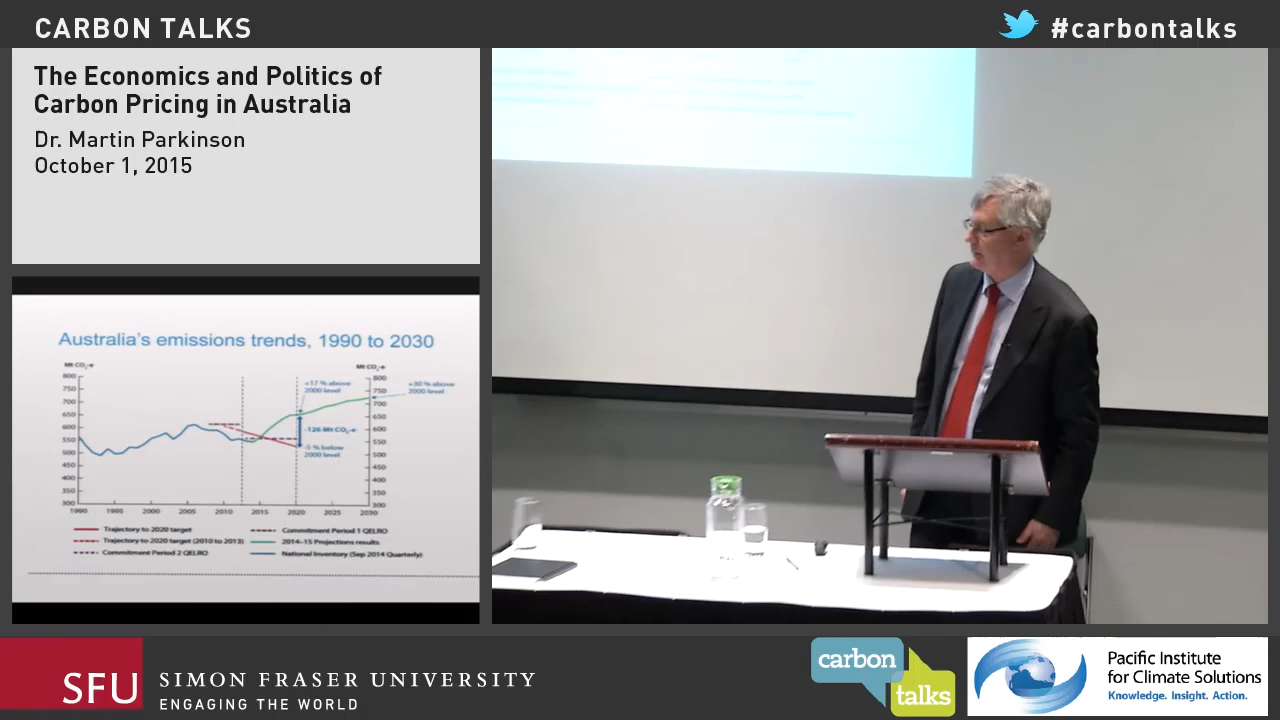 CARBON TALKS
#carbontalks
The Economics and Politics of
Carbon Pricing in Australia
Dr. Martin Parkinson
October 1, 2015
Australia's emissions trends, 1990 to 2030
Mt CO₂-e
Mt CO₂-e
800
750
700
650
600
550
500
450
400
350
300
800
750
700
650
600
550
500
450
400
350
300
+17 % above
2000 level
+30 % above
2000 level
-126 Mt CO₂-e
-5 % below
2000 level
1990 1995 2000 2005 2010 2015 2020 2025 2030
Trajectory to 2020 target
Commitment Period 1 QELRO
Trajectory to 2020 target (2010 to 2013)
2014-15 Projections results
Commitment Period 2 QELRO
National Inventory (Sep 2014 Quarterly)
SFU
SIMON FRASER UNIVERSITY
ENGAGING THE WORLD
carbon
talks
Pacific Institute
for Climate Solutions
Knowledge. Insight. Action.